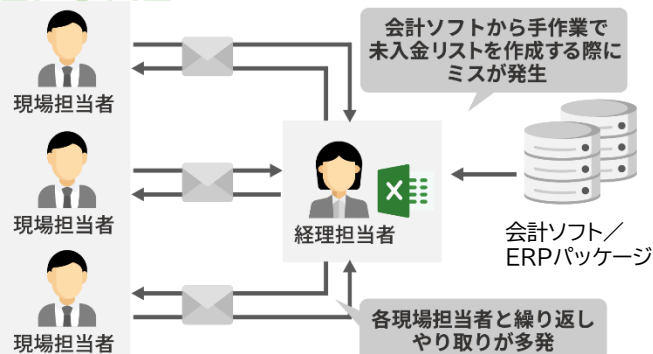 会計ソフトから手作業で
未入金リストを作成する際に
ミスが発生
現場担当者
現場担当者
現場担当者
経理担当者
会計ソフト／
ERPパッケージ
各現場担当者と繰り返し
やり取りが多発